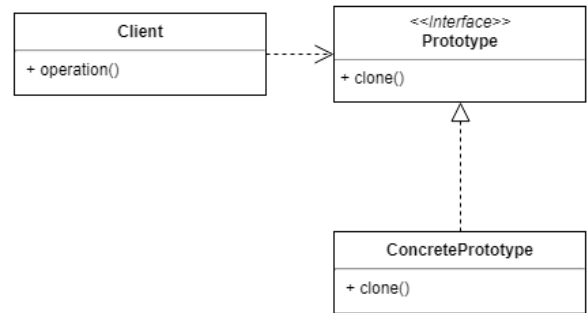 Client
+ operation()
<<Interface>>
Prototype
+ clone()
ConcretePrototype
+ clone()